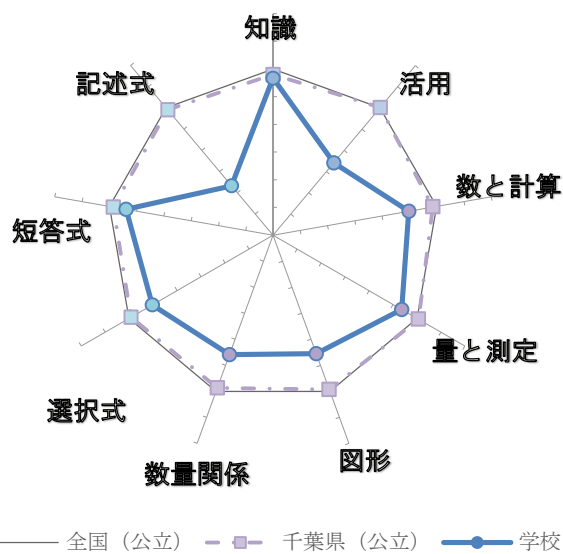 知識
活用
記述式
数と計算
短答式
量と測定
選択式
図形
数量関係
全国（公立） 千葉県（公立） 学校